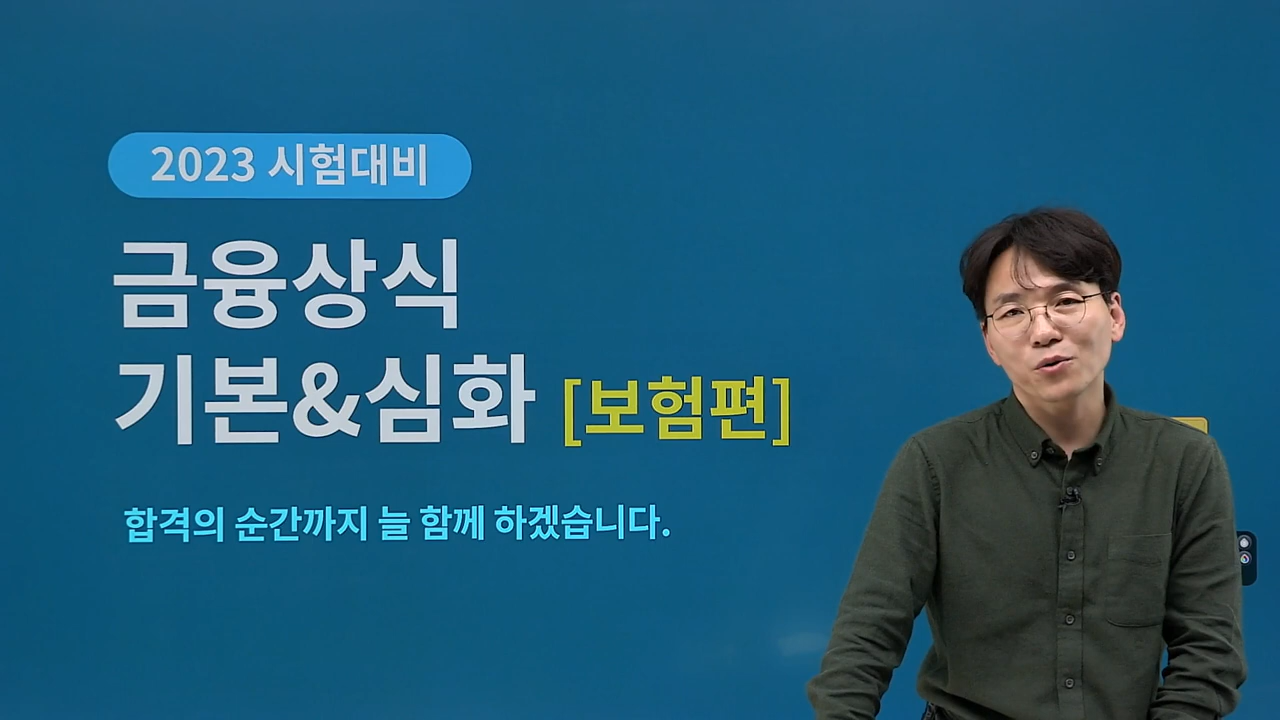 2023 시험대비
금융상식
기본&심화 [보험편]
합격의 순간까지 늘 함께 하겠습니다.